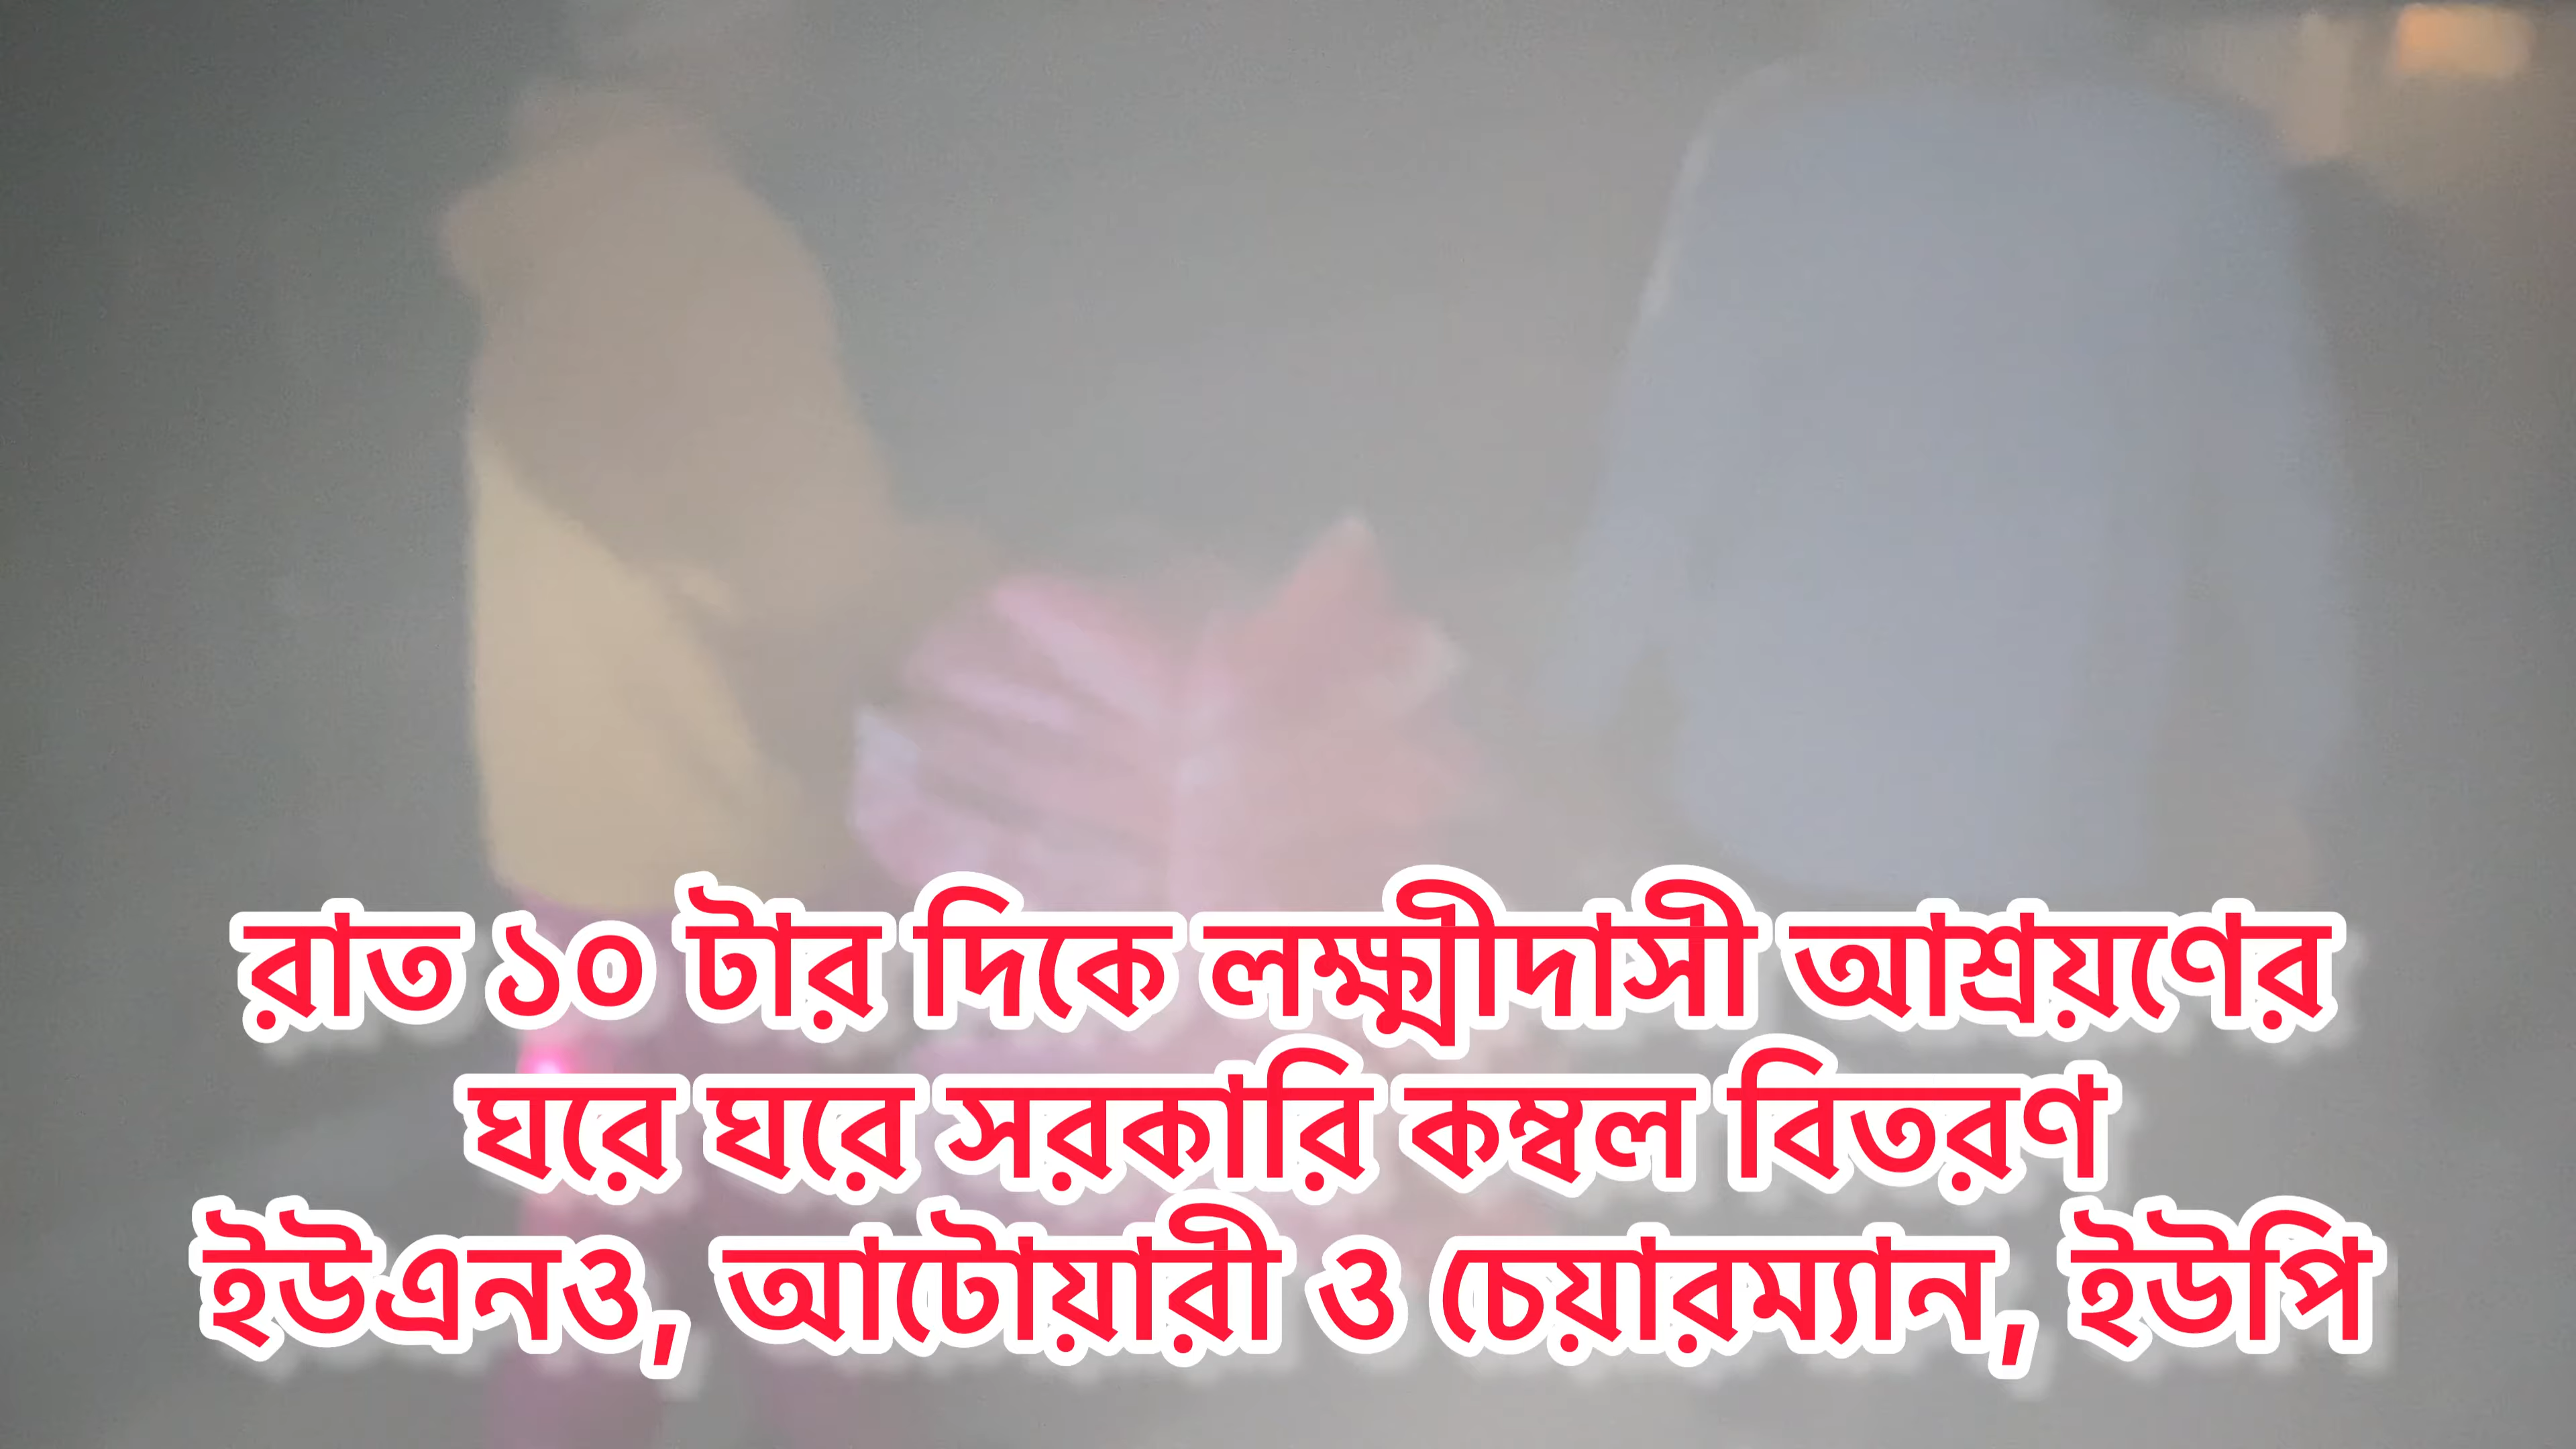 রাত ১০ টার দিকে লক্ষ্মীদাসী আশ্রয়ণের
ঘরে ঘরে সরকারি কম্বল বিতরণ
ইউএনও, আটোয়ারী ও চেয়ারম্যান, ইউপি